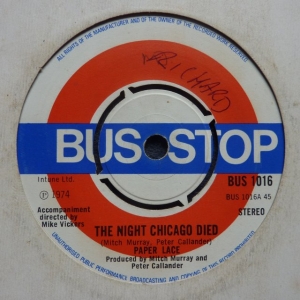 ALL RIGHTS OF THE MANUFACTURER AND OF THE OWNER OF THE RECORDED WORK RESERVED
RICHARD
BUS STOP
Intune Ltd.
℗ 1974
Accompaniment
directed by
Mike Vickers
BUS 1016
BUS 1016A 45
STEREO
THE NIGHT CHICAGO DIED
(Mitch Murray, Peter Callander)
PAPER LACE
Produced by Mitch Murray and
Peter Callander
UNAUTHORISED PUBLIC PERFORMANCE BROADCASTING AND COPYING OF THIS RECORD PROHIBITED